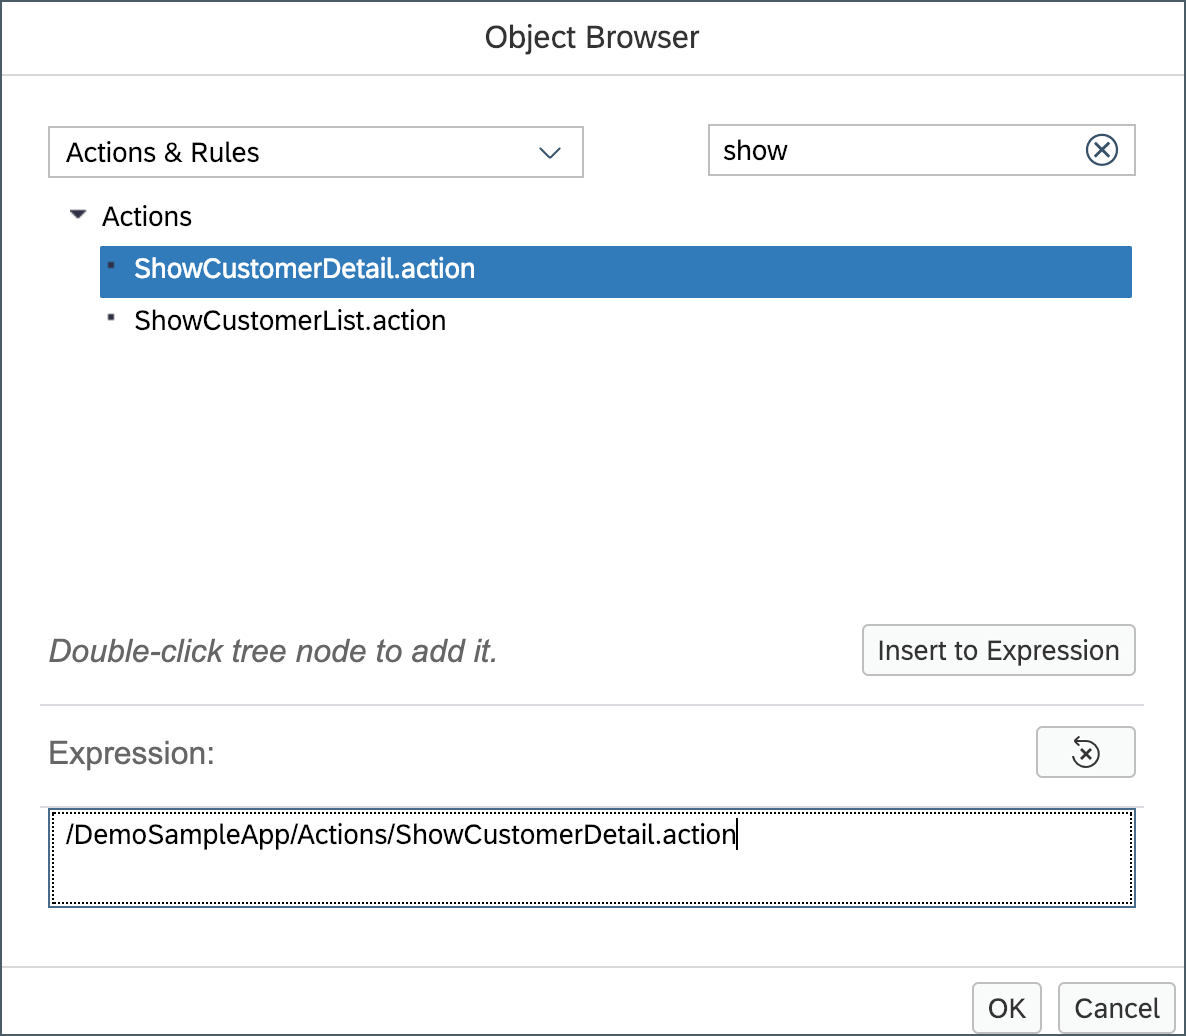 Object Browser
Actions & Rules
show
Actions
ShowCustomerDetail.action
ShowCustomerList.action
Double-click tree node to add it.
Insert to Expression
Expression:
/DemoSampleApp/Actions/ShowCustomerDetail.action
OK
Cancel